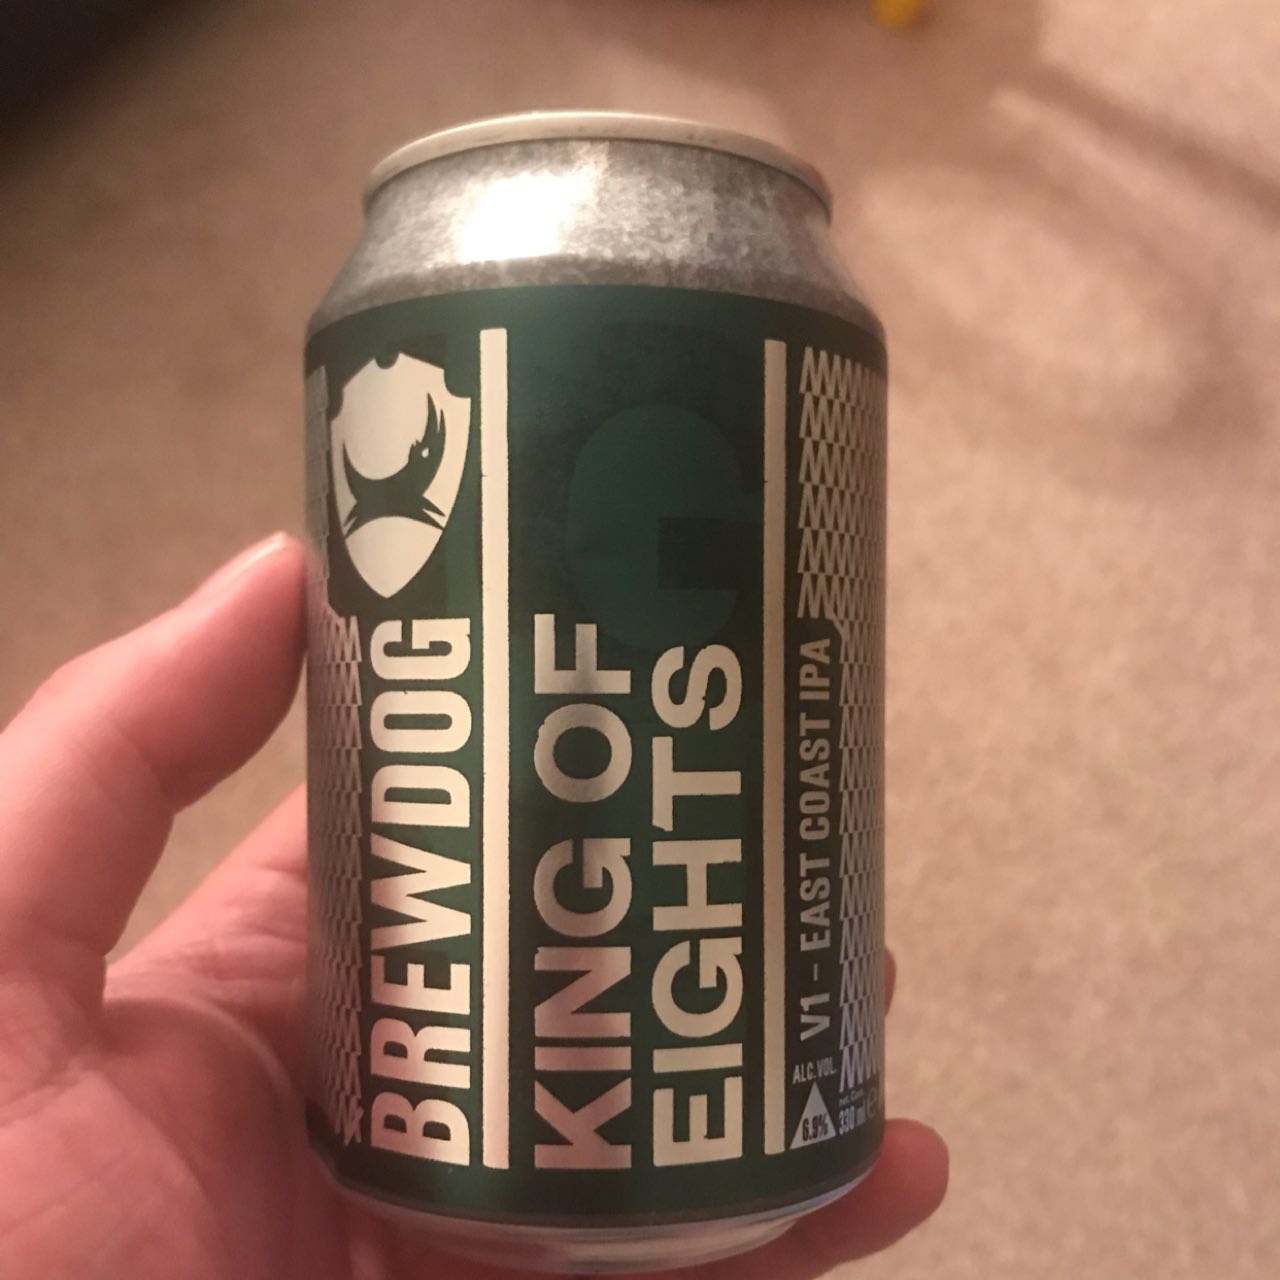 BREWDOG
KING OF
EIGHTS
V1 - EAST COAST IPA
ALC. VOL.
6.9%
330 ml e